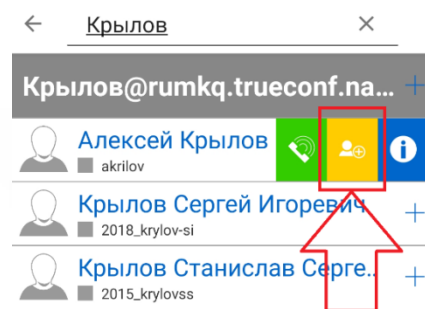 Крылов
Крылов@rumkq.trueconf.na...
Алексей Крылов
akrilov
Крылов Сергей Игоревич
2018_krylov-si
Крылов Станислав Серге..
2015_krylovss